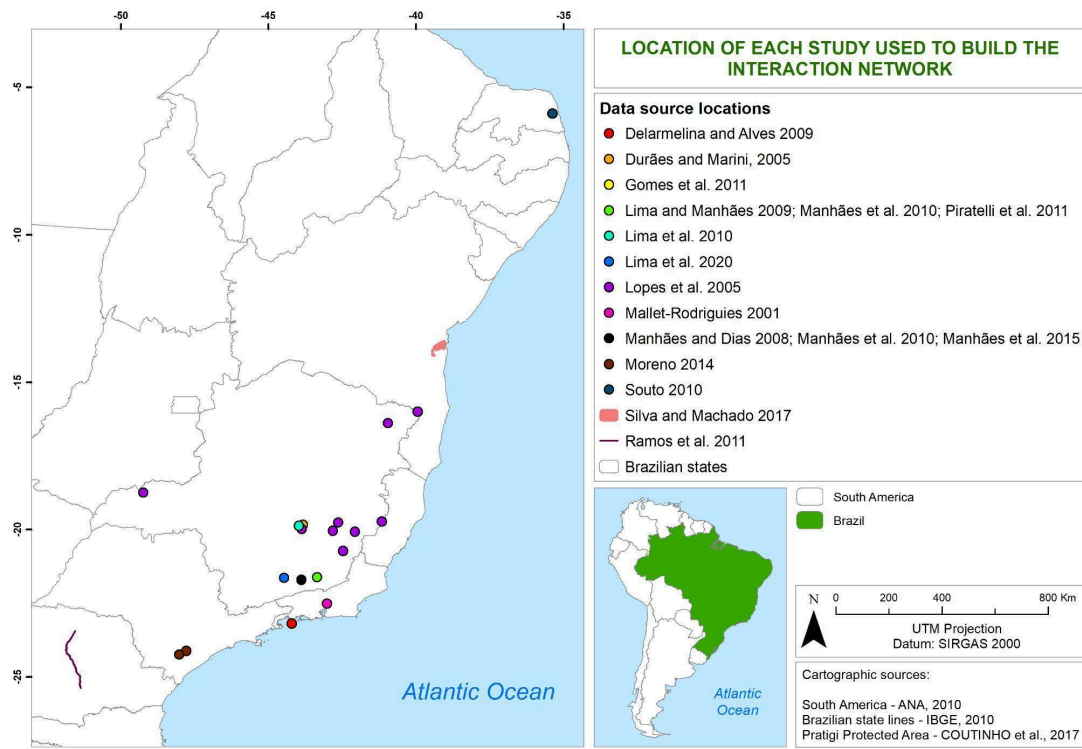 -50
-45
-40
-35
-5
-10
-15
-20
-25
Atlantic Ocean
LOCATION OF EACH STUDY USED TO BUILD THE
INTERACTION NETWORK
Data source locations
Delarmelina and Alves 2009
Durães and Marini, 2005
Gomes et al. 2011
Lima and Manhães 2009; Manhães et al. 2010; Piratelli et al. 2011
Lima et al. 2010
Lima et al. 2020
Lopes et al. 2005
Mallet-Rodriguies 2001
Manhães and Dias 2008; Manhães et al. 2010; Manhães et al. 2015
Moreno 2014
Souto 2010
Silva and Machado 2017
Ramos et al. 2011
Brazilian states
South America
Brazil
Atlantic
Ocean
N
0 200 400 800 Km
UTM Projection
Datum: SIRGAS 2000
Cartographic sources:
South America - ANA, 2010
Brazilian state lines - IBGE, 2010
Pratigi Protected Area - COUTINHO et al., 2017